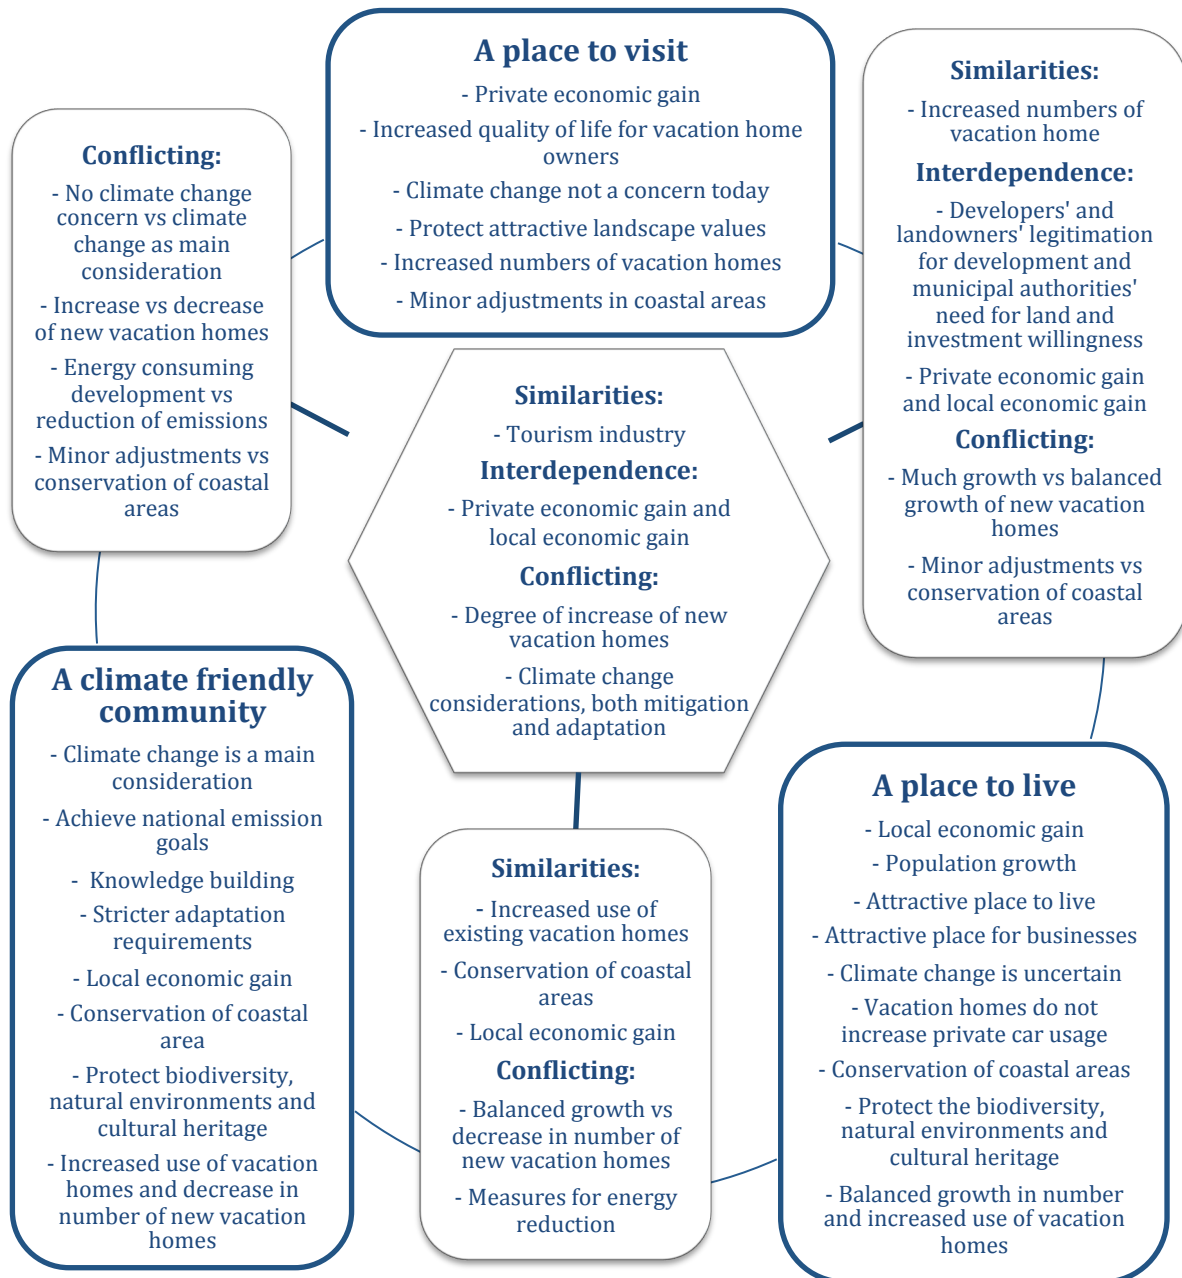 A place to visit
- Private economic gain
- Increased quality of life for vacation home
owners
- Climate change not a concern today
- Protect attractive landscape values
- Increased numbers of vacation homes
- Minor adjustments in coastal areas
Similarities:
- Increased numbers of
vacation home
Interdependence:
- Developers' and
landowners' legitimation
for development and
municipal authorities'
need for land and
investment willingness
- Private economic gain
and local economic gain
Conflicting:
- Much growth vs balanced
growth of new vacation
homes
- Minor adjustments vs
conservation of coastal
areas
Conflicting:
- No climate change
concern vs climate
change as main
consideration
- Increase vs decrease
of new vacation homes
- Energy consuming
development vs
reduction of emissions
- Minor adjustments vs
conservation of coastal
areas
Similarities:
- Tourism industry
Interdependence:
- Private economic gain and
local economic gain
Conflicting:
- Degree of increase of new
vacation homes
- Climate change
considerations, both mitigation
and adaptation
A climate friendly
community
- Climate change is a main
consideration
- Achieve national emission
goals
- Knowledge building
- Stricter adaptation
requirements
- Local economic gain
- Conservation of coastal
area
- Protect biodiversity,
natural environments and
cultural heritage
- Increased use of vacation
homes and decrease in
number of new vacation
homes
Similarities:
- Increased use of
existing vacation homes
- Conservation of coastal
areas
- Local economic gain
Conflicting:
- Balanced growth vs
decrease in number of
new vacation homes
- Measures for energy
reduction
A place to live
- Local economic gain
- Population growth
- Attractive place to live
- Attractive place for businesses
- Climate change is uncertain
- Vacation homes do not
increase private car usage
- Conservation of coastal areas
- Protect the biodiversity,
natural environments and
cultural heritage
- Balanced growth in number
and increased use of vacation
homes